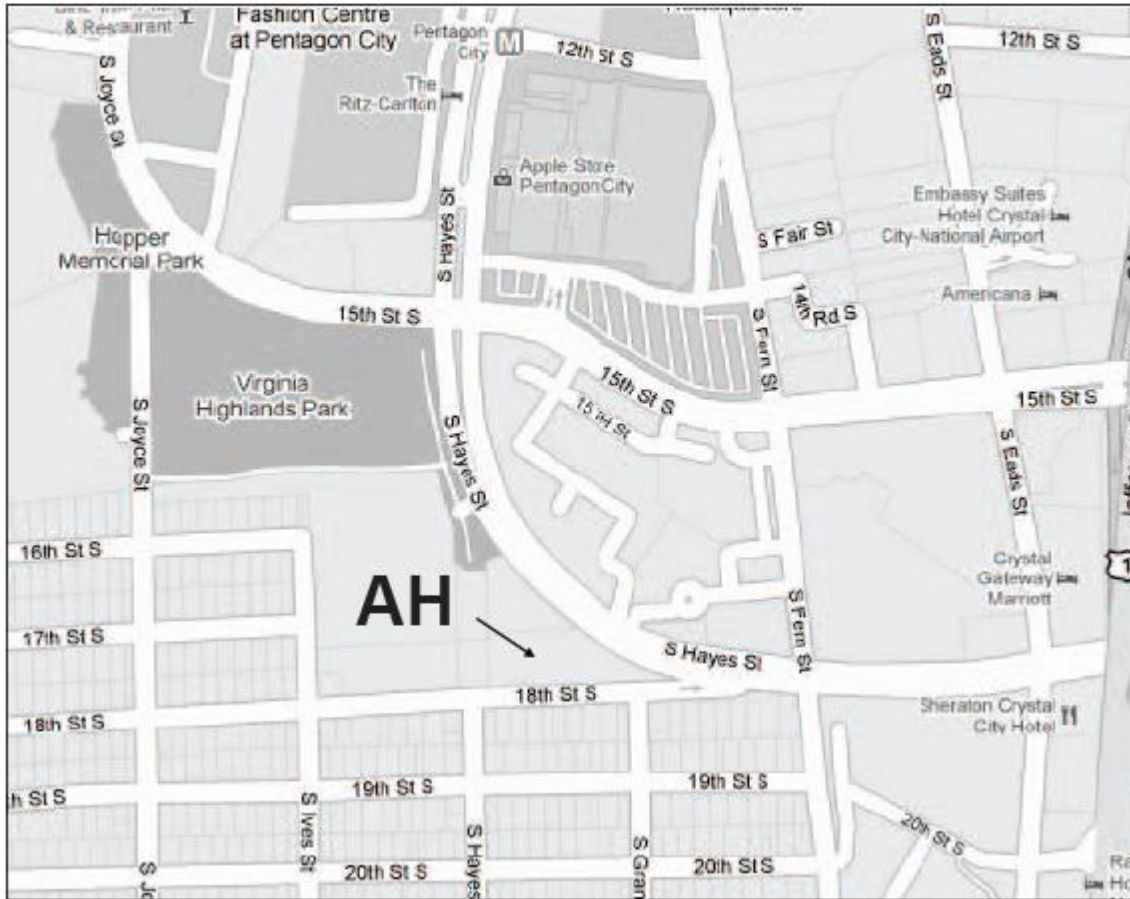 & Restaurant
Fashion Centre
at Pentagon City
Pentagon
City
M
12th St S
12th St S
S Eads St
S Joyce St
The
Ritz-Carlton
Apple Store
PentagonCity
Embassy Suites
Hotel Crystal
City-National Airport
Hopper
Memorial Park
S Hayes St
S Fair St
14th
Rd S
Americana
15th St S
S Fern St
Virginia
Highlands Park
15th St S
15th St S
S Joyce St
S Hayes St
S Eads St
16th St S
Crystal
Gateway
Marriott
1
AH
17th St S
S Fern St
S Hayes St
18th St S
18th St S
Sheraton Crystal
City Hotel
19th St S
19th St S
S Ives St
S Hayes
S Gran
20th St S
20th St S
20th St S